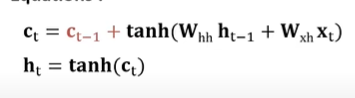 cₜ = cₜ₋₁ + tanh(Wₕₕ hₜ₋₁ + Wₓₕ xₜ)
hₜ = tanh(cₜ)